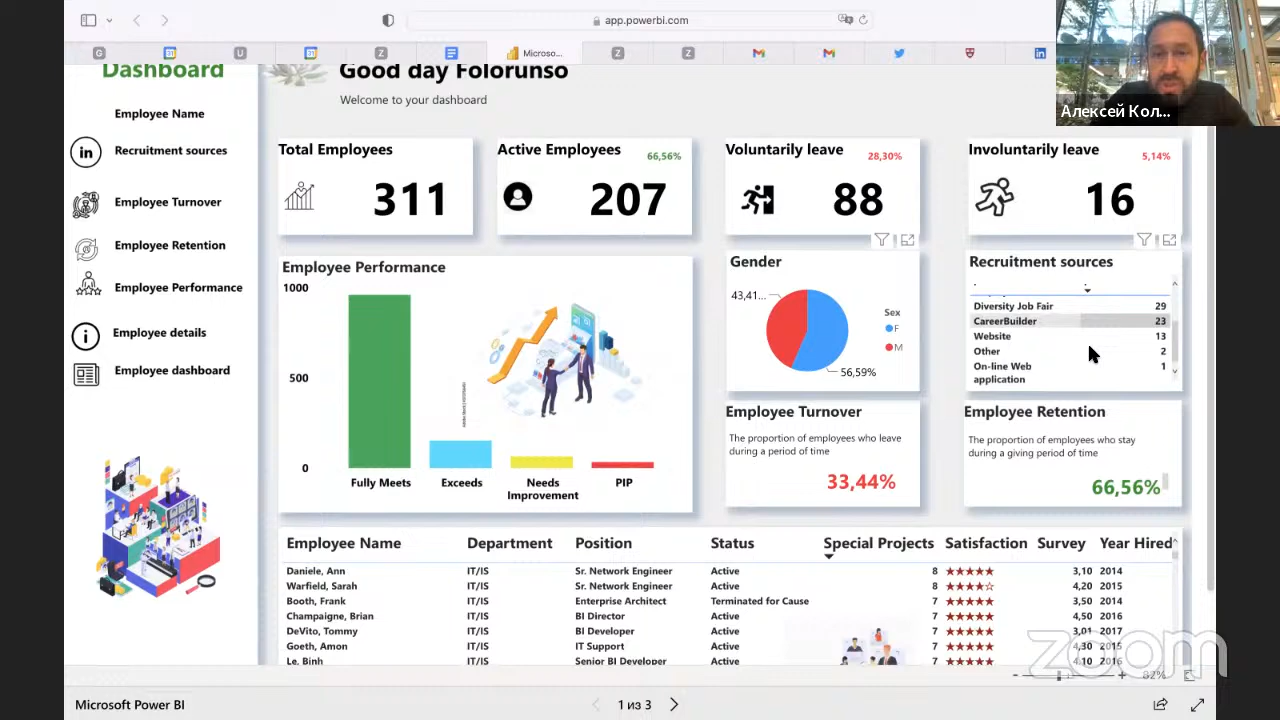 app.powerbi.com
Microso...
Алексей Кол...
Dashboard
Good day Folorunso
Welcome to your dashboard
Employee Name
Recruitment sources
Employee Turnover
Employee Retention
Employee Performance
Employee details
Employee dashboard
Total Employees
311
Active Employees
66,56%
207
Voluntarily leave
28,30%
88
Involuntarily leave
5,14%
16
Employee Performance
1000
500
0
Fully Meets
Exceeds
Needs
Improvement
PIP
Gender
43,41...
56,59%
Sex
F
M
Recruitment sources
Diversity Job Fair 29
CareerBuilder 23
Website 13
Other 2
On-line Web 1
application
Employee Turnover
The proportion of employees who leave
during a period of time
33,44%
Employee Retention
The proportion of employees who stay
during a giving period of time
66,56%
Employee Name Department Position Status Special Projects Satisfaction Survey Year Hired
Daniele, Ann IT/IS Sr. Network Engineer Active 8 ★★★★★ 3,10 2014
Warfield, Sarah IT/IS Sr. Network Engineer Active 8 ★★★★☆ 4,20 2015
Booth, Frank IT/IS Enterprise Architect Terminated for Cause 7 ★★★★★ 3,50 2014
Champaigne, Brian IT/IS BI Director Active 7 ★★★★★ 4,50 2016
DeVito, Tommy IT/IS BI Developer Active 7 ★★★★★ 3,01 2017
Goeth, Amon IT/IS IT Support Active 7 ★★★★★ 4,30 2015
Le, Binh IT/IS Senior BI Developer Active 7 ★★★★★ 4,10 2016
zoom
- + 82%
Microsoft Power BI
1 из 3